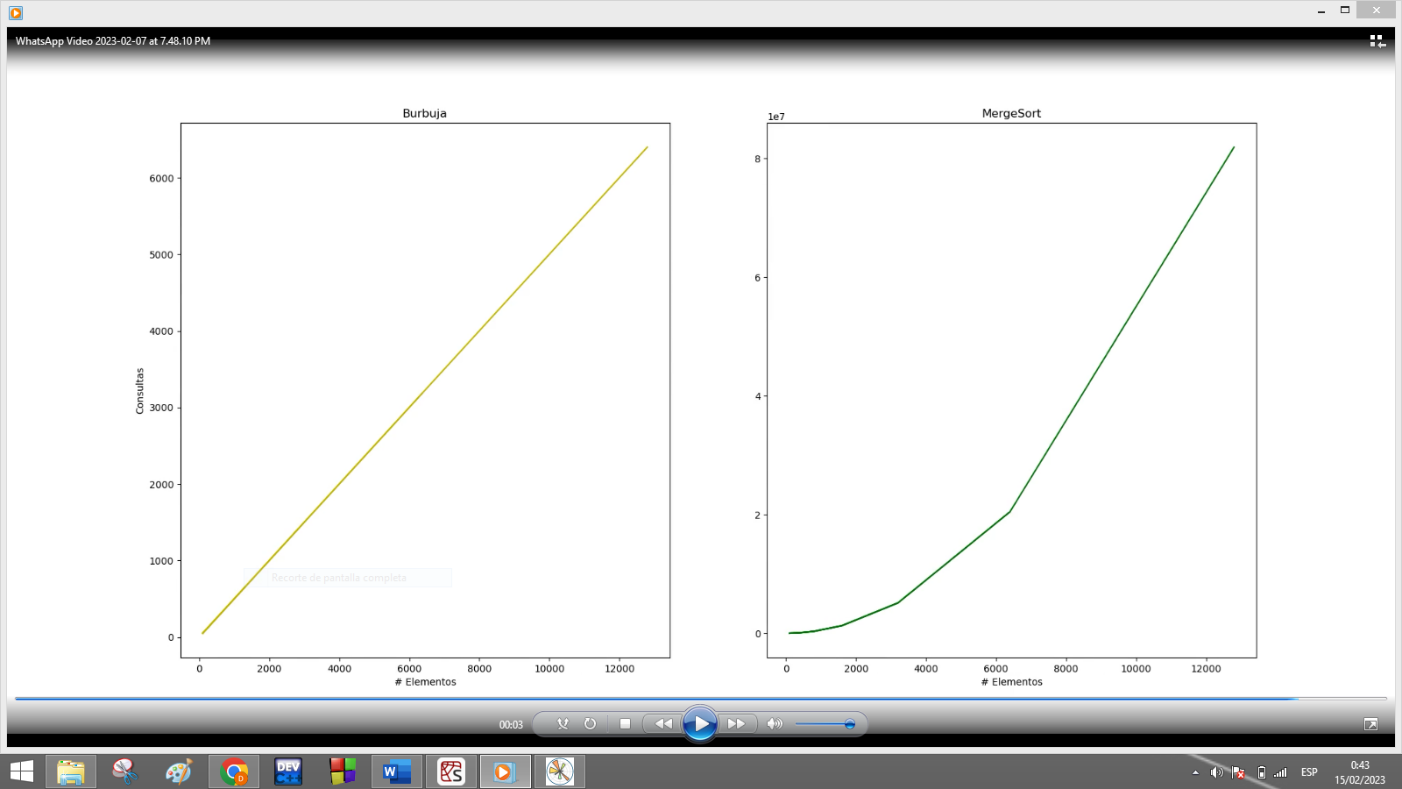 WhatsApp Video 2023-02-07 at 7.48.10 PM
Burbuja
6000
5000
4000
3000
2000
1000
0
Consultas
0 2000 4000 6000 8000 10000 12000
# Elementos
Recorte de pantalla completa
MergeSort
1e7
8
6
4
2
0
0 2000 4000 6000 8000 10000 12000
# Elementos
00:03
DEV
C++
W
ESP
0:43
15/02/2023